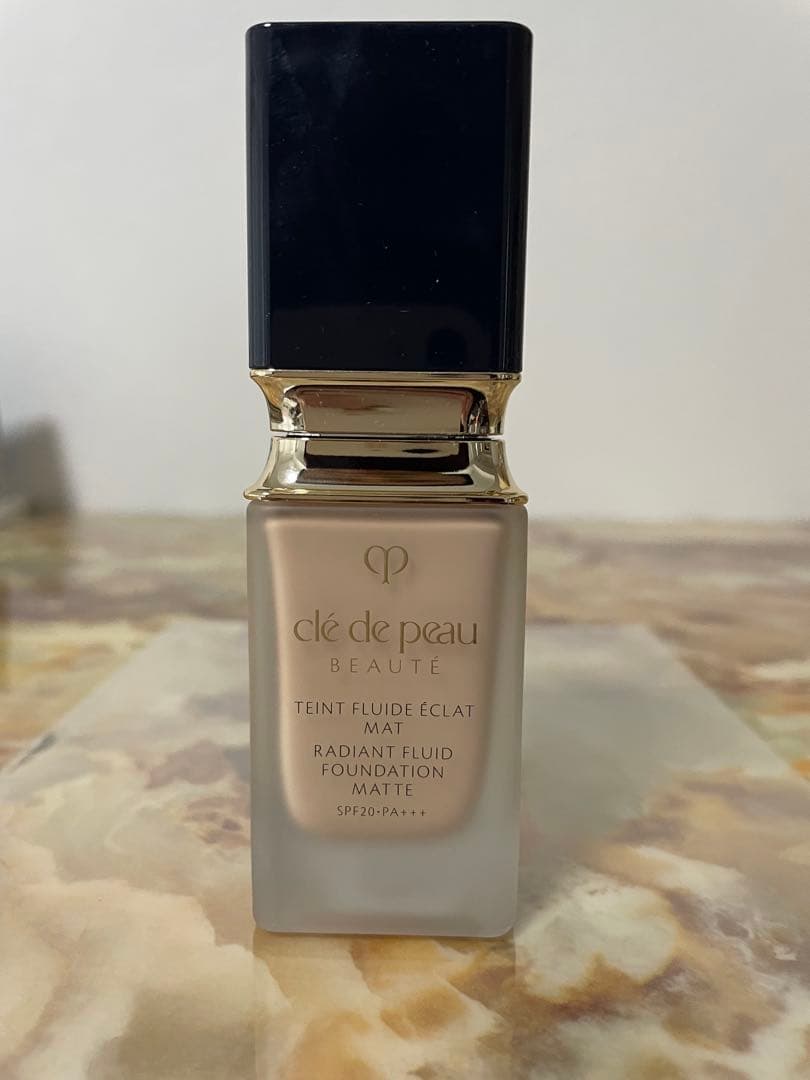 clé de peau
BEAUTÉ
TEINT FLUIDE ÉCLAT
MAT
RADIANT FLUID
FOUNDATION
MATTE
SPF20・PA+++